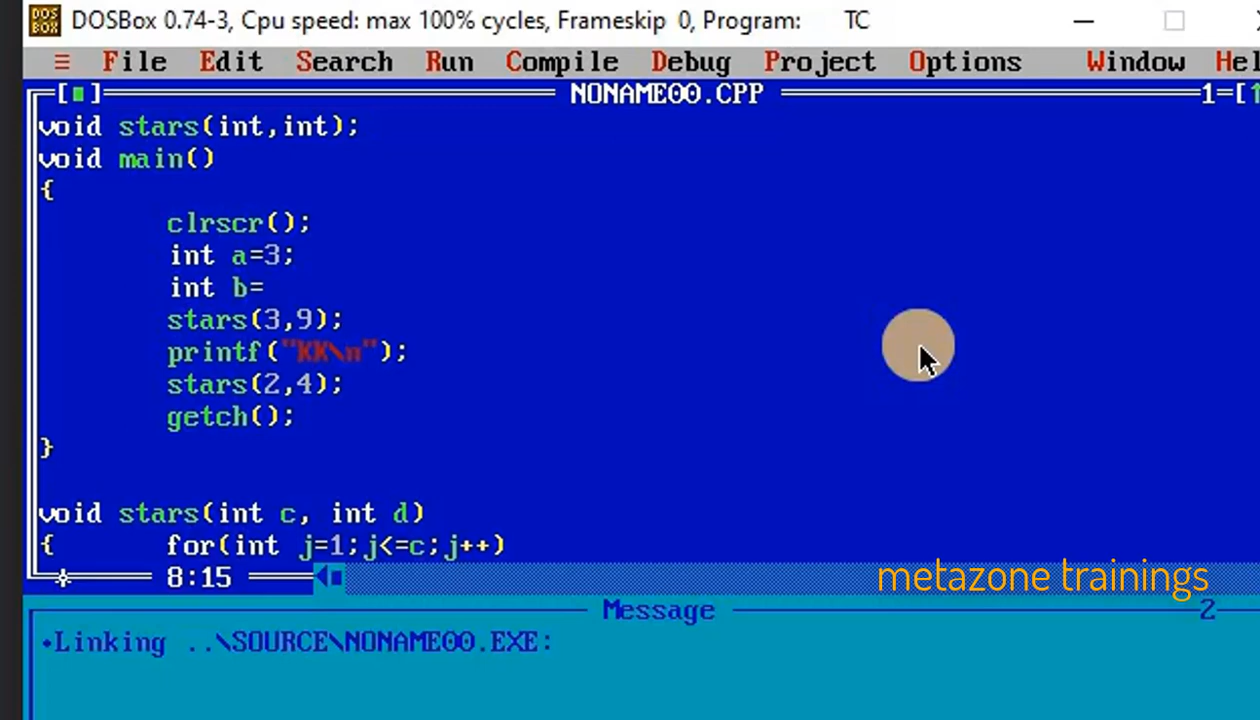 DOSBox 0.74-3, Cpu speed: max 100% cycles, Frameskip 0, Program: TC
≡ File Edit Search Run Compile Debug Project Options Window Hel
NONAME00.CPP 1
void stars(int,int);
void main()
{
clrscr();
int a=3;
int b=
stars(3,9);
printf("KK\n");
stars(2,4);
getch();
}
void stars(int c, int d)
{ for(int j=1;j<=c;j++)
8:15
metazone trainings
Message 2
•Linking ..\SOURCE\NONAME00.EXE: